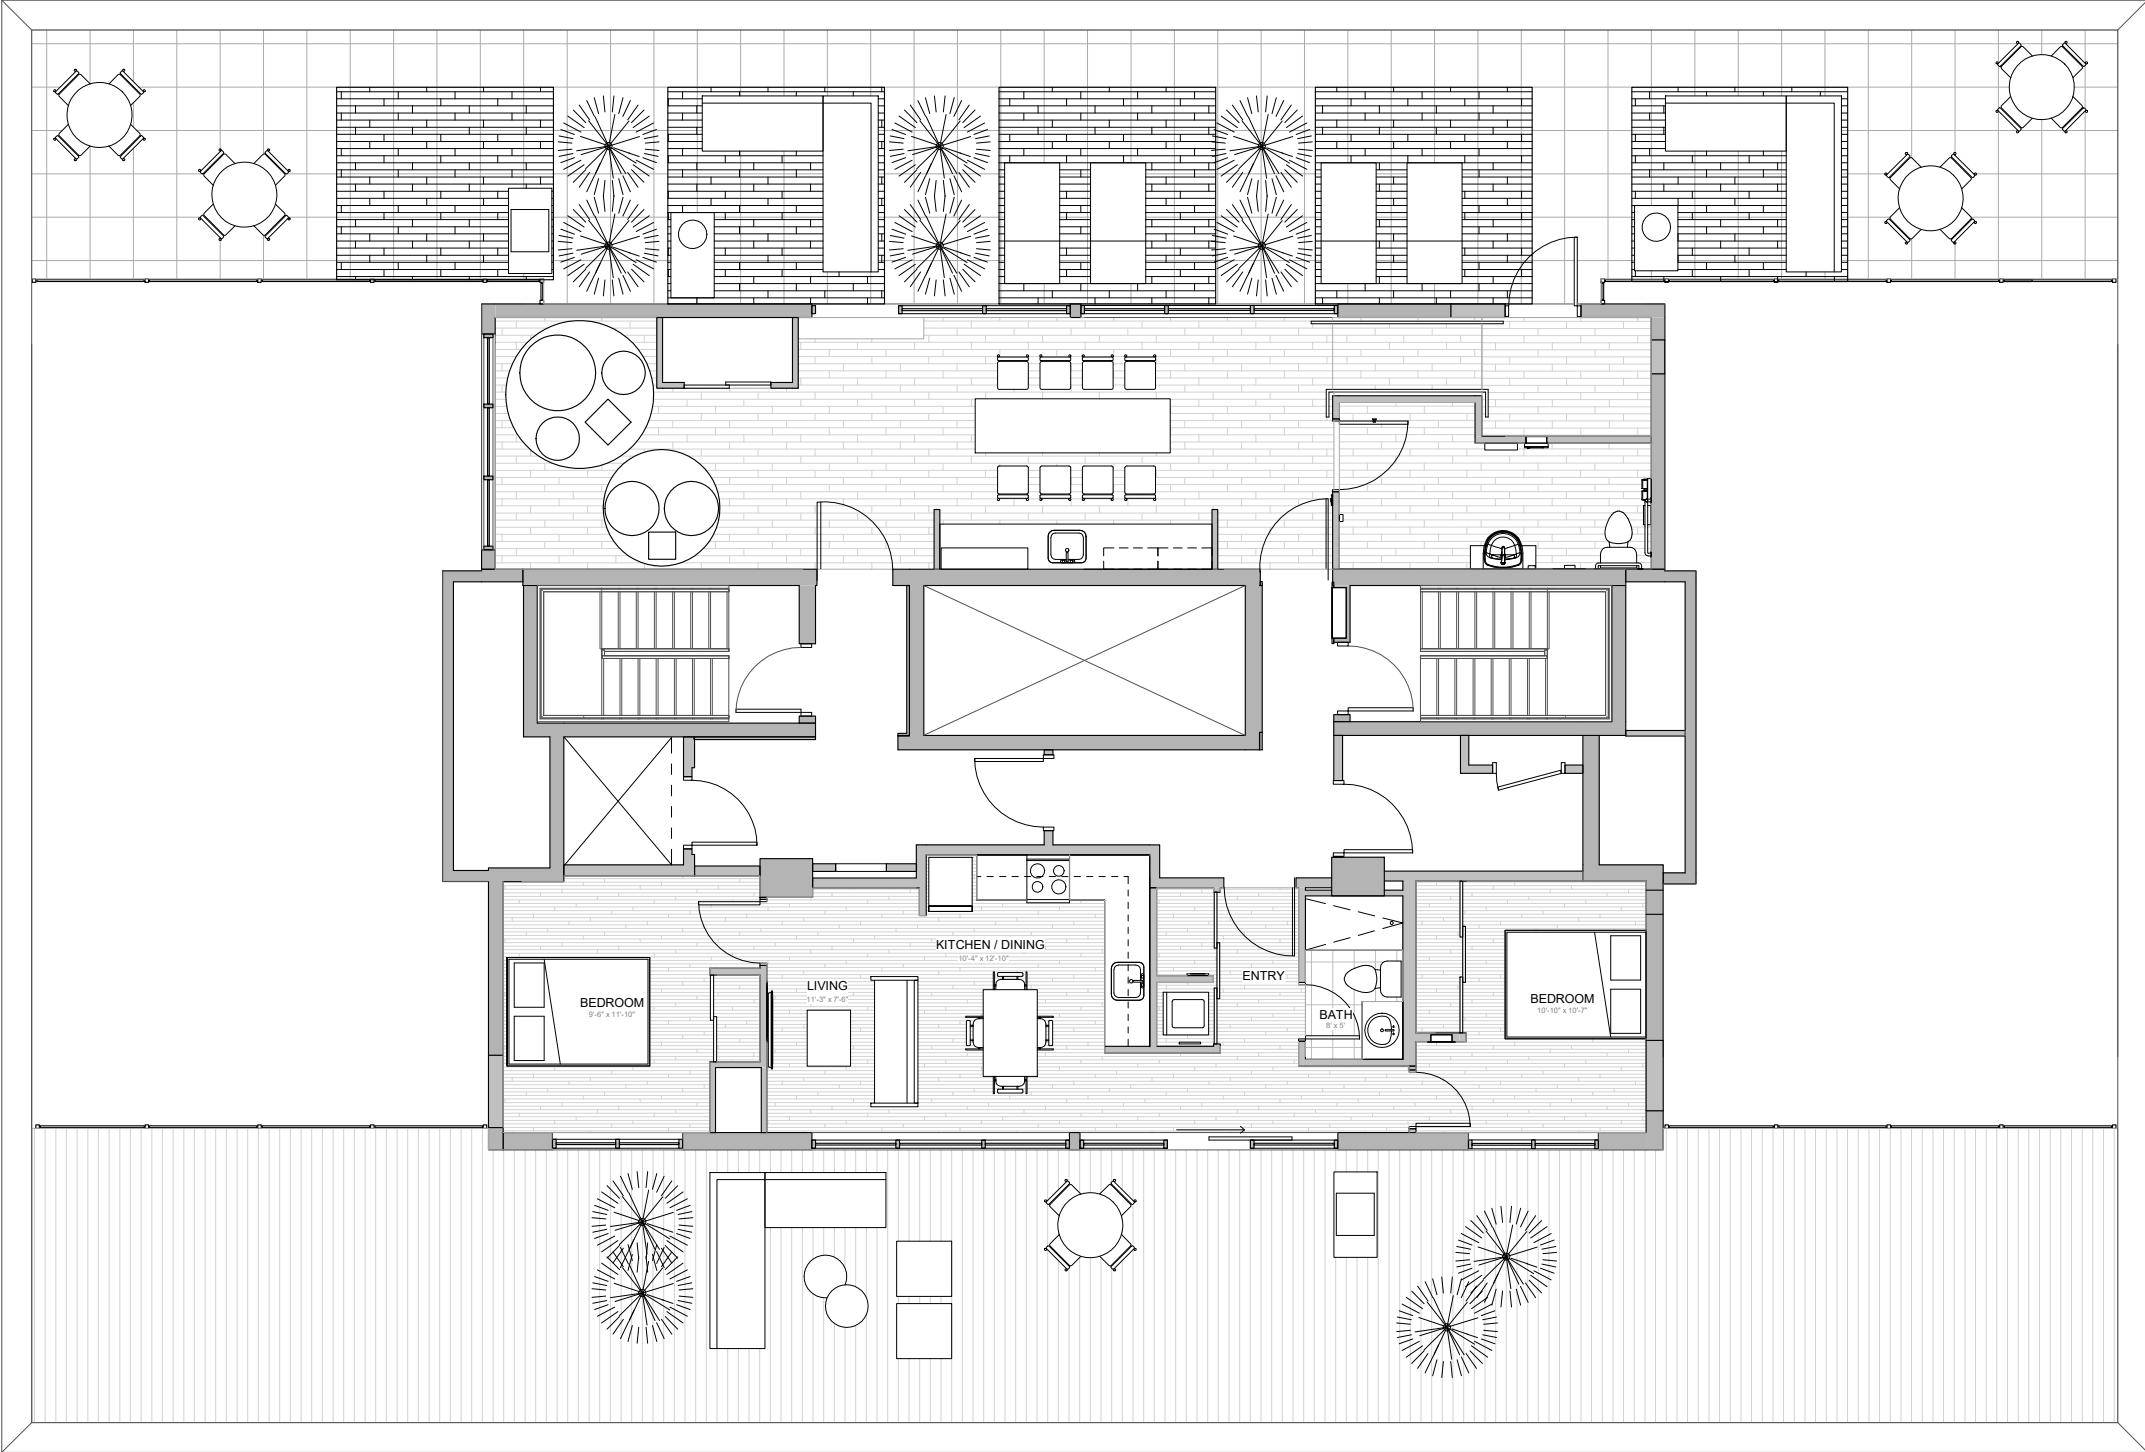 KITCHEN / DINING
10'-4" x 12'-10"
LIVING
11'-3" x 7'-6"
ENTRY
BEDROOM
9'-6" x 11'-10"
BATH
8' x 5'
BEDROOM
10'-10" x 10'-7"